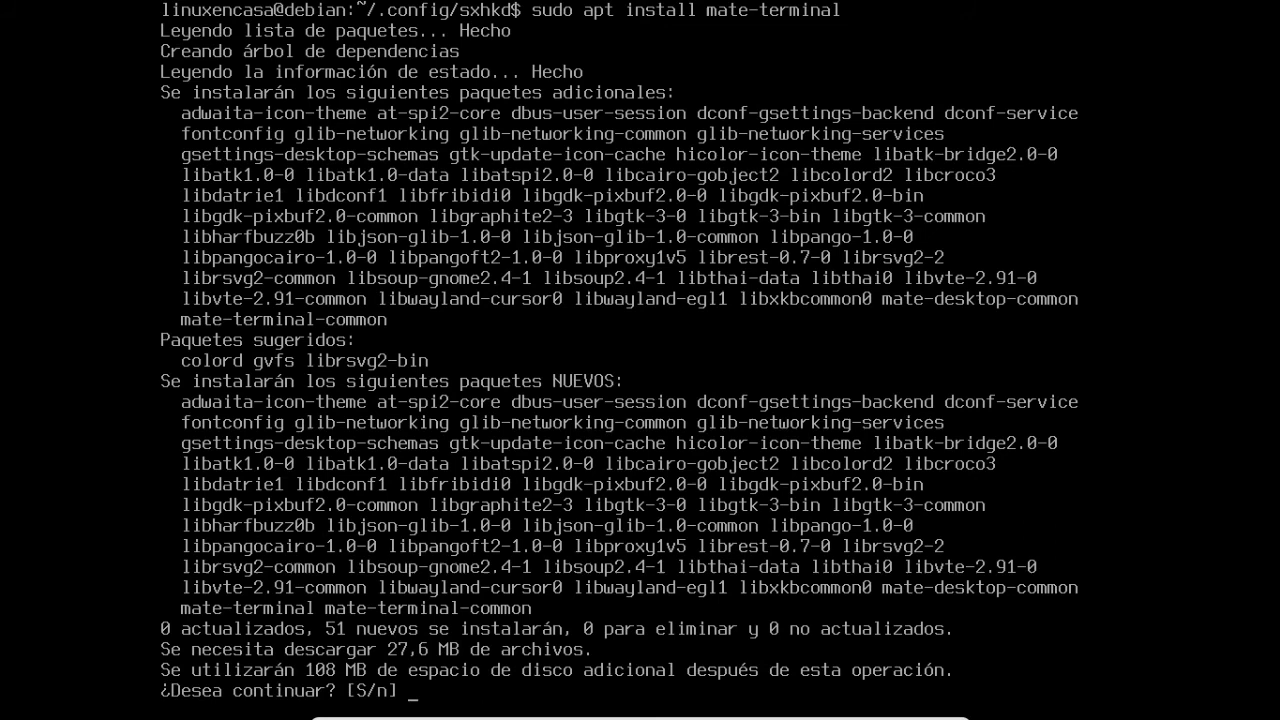 linuxencasa@debian:~/.config/sxhkd$ sudo apt install mate-terminal
Leyendo lista de paquetes... Hecho
Creando árbol de dependencias
Leyendo la información de estado... Hecho
Se instalarán los siguientes paquetes adicionales:
  adwaita-icon-theme at-spi2-core dbus-user-session dconf-gsettings-backend dconf-service
  fontconfig glib-networking glib-networking-common glib-networking-services
  gsettings-desktop-schemas gtk-update-icon-cache hicolor-icon-theme libatk-bridge2.0-0
  libatk1.0-0 libatk1.0-data libatspi2.0-0 libcairo-gobject2 libcolord2 libcroco3
  libdatrie1 libdconf1 libfribidi0 libgdk-pixbuf2.0-0 libgdk-pixbuf2.0-bin
  libgdk-pixbuf2.0-common libgraphite2-3 libgtk-3-0 libgtk-3-bin libgtk-3-common
  libharfbuzz0b libjson-glib-1.0-0 libjson-glib-1.0-common libpango-1.0-0
  libpangocairo-1.0-0 libpangoft2-1.0-0 libproxy1v5 librest-0.7-0 librsvg2-2
  librsvg2-common libsoup-gnome2.4-1 libsoup2.4-1 libthai-data libthai0 libvte-2.91-0
  libvte-2.91-common libwayland-cursor0 libwayland-egl1 libxkbcommon0 mate-desktop-common
  mate-terminal-common
Paquetes sugeridos:
  colord gvfs librsvg2-bin
Se instalarán los siguientes paquetes NUEVOS:
  adwaita-icon-theme at-spi2-core dbus-user-session dconf-gsettings-backend dconf-service
  fontconfig glib-networking glib-networking-common glib-networking-services
  gsettings-desktop-schemas gtk-update-icon-cache hicolor-icon-theme libatk-bridge2.0-0
  libatk1.0-0 libatk1.0-data libatspi2.0-0 libcairo-gobject2 libcolord2 libcroco3
  libdatrie1 libdconf1 libfribidi0 libgdk-pixbuf2.0-0 libgdk-pixbuf2.0-bin
  libgdk-pixbuf2.0-common libgraphite2-3 libgtk-3-0 libgtk-3-bin libgtk-3-common
  libharfbuzz0b libjson-glib-1.0-0 libjson-glib-1.0-common libpango-1.0-0
  libpangocairo-1.0-0 libpangoft2-1.0-0 libproxy1v5 librest-0.7-0 librsvg2-2
  librsvg2-common libsoup-gnome2.4-1 libsoup2.4-1 libthai-data libthai0 libvte-2.91-0
  libvte-2.91-common libwayland-cursor0 libwayland-egl1 libxkbcommon0 mate-desktop-common
  mate-terminal mate-terminal-common
0 actualizados, 51 nuevos se instalarán, 0 para eliminar y 0 no actualizados.
Se necesita descargar 27,6 MB de archivos.
Se utilizarán 108 MB de espacio de disco adicional después de esta operación.
¿Desea continuar? [S/n] _